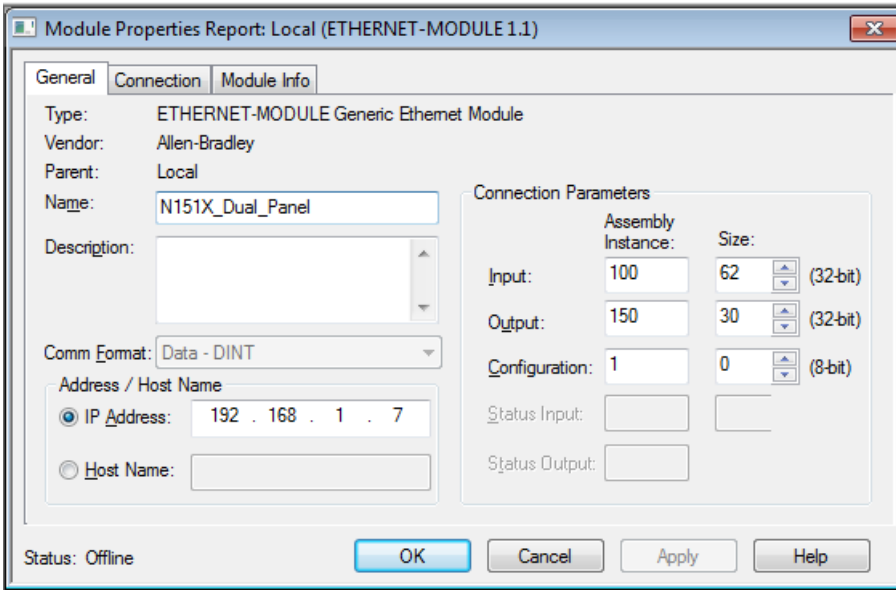 Module Properties Report: Local (ETHERNET-MODULE 1.1)
General Connection Module Info
Type: ETHERNET-MODULE Generic Ethernet Module
Vendor: Allen-Bradley
Parent: Local
Name: N151X_Dual_Panel
Description:
Comm Format: Data - DINT
Address / Host Name
IP Address: 192 . 168 . 1 . 7
Host Name:
Connection Parameters
Assembly
Instance: Size:
Input: 100 62 (32-bit)
Output: 150 30 (32-bit)
Configuration: 1 0 (8-bit)
Status Input:
Status Output:
Status: Offline OK Cancel Apply Help